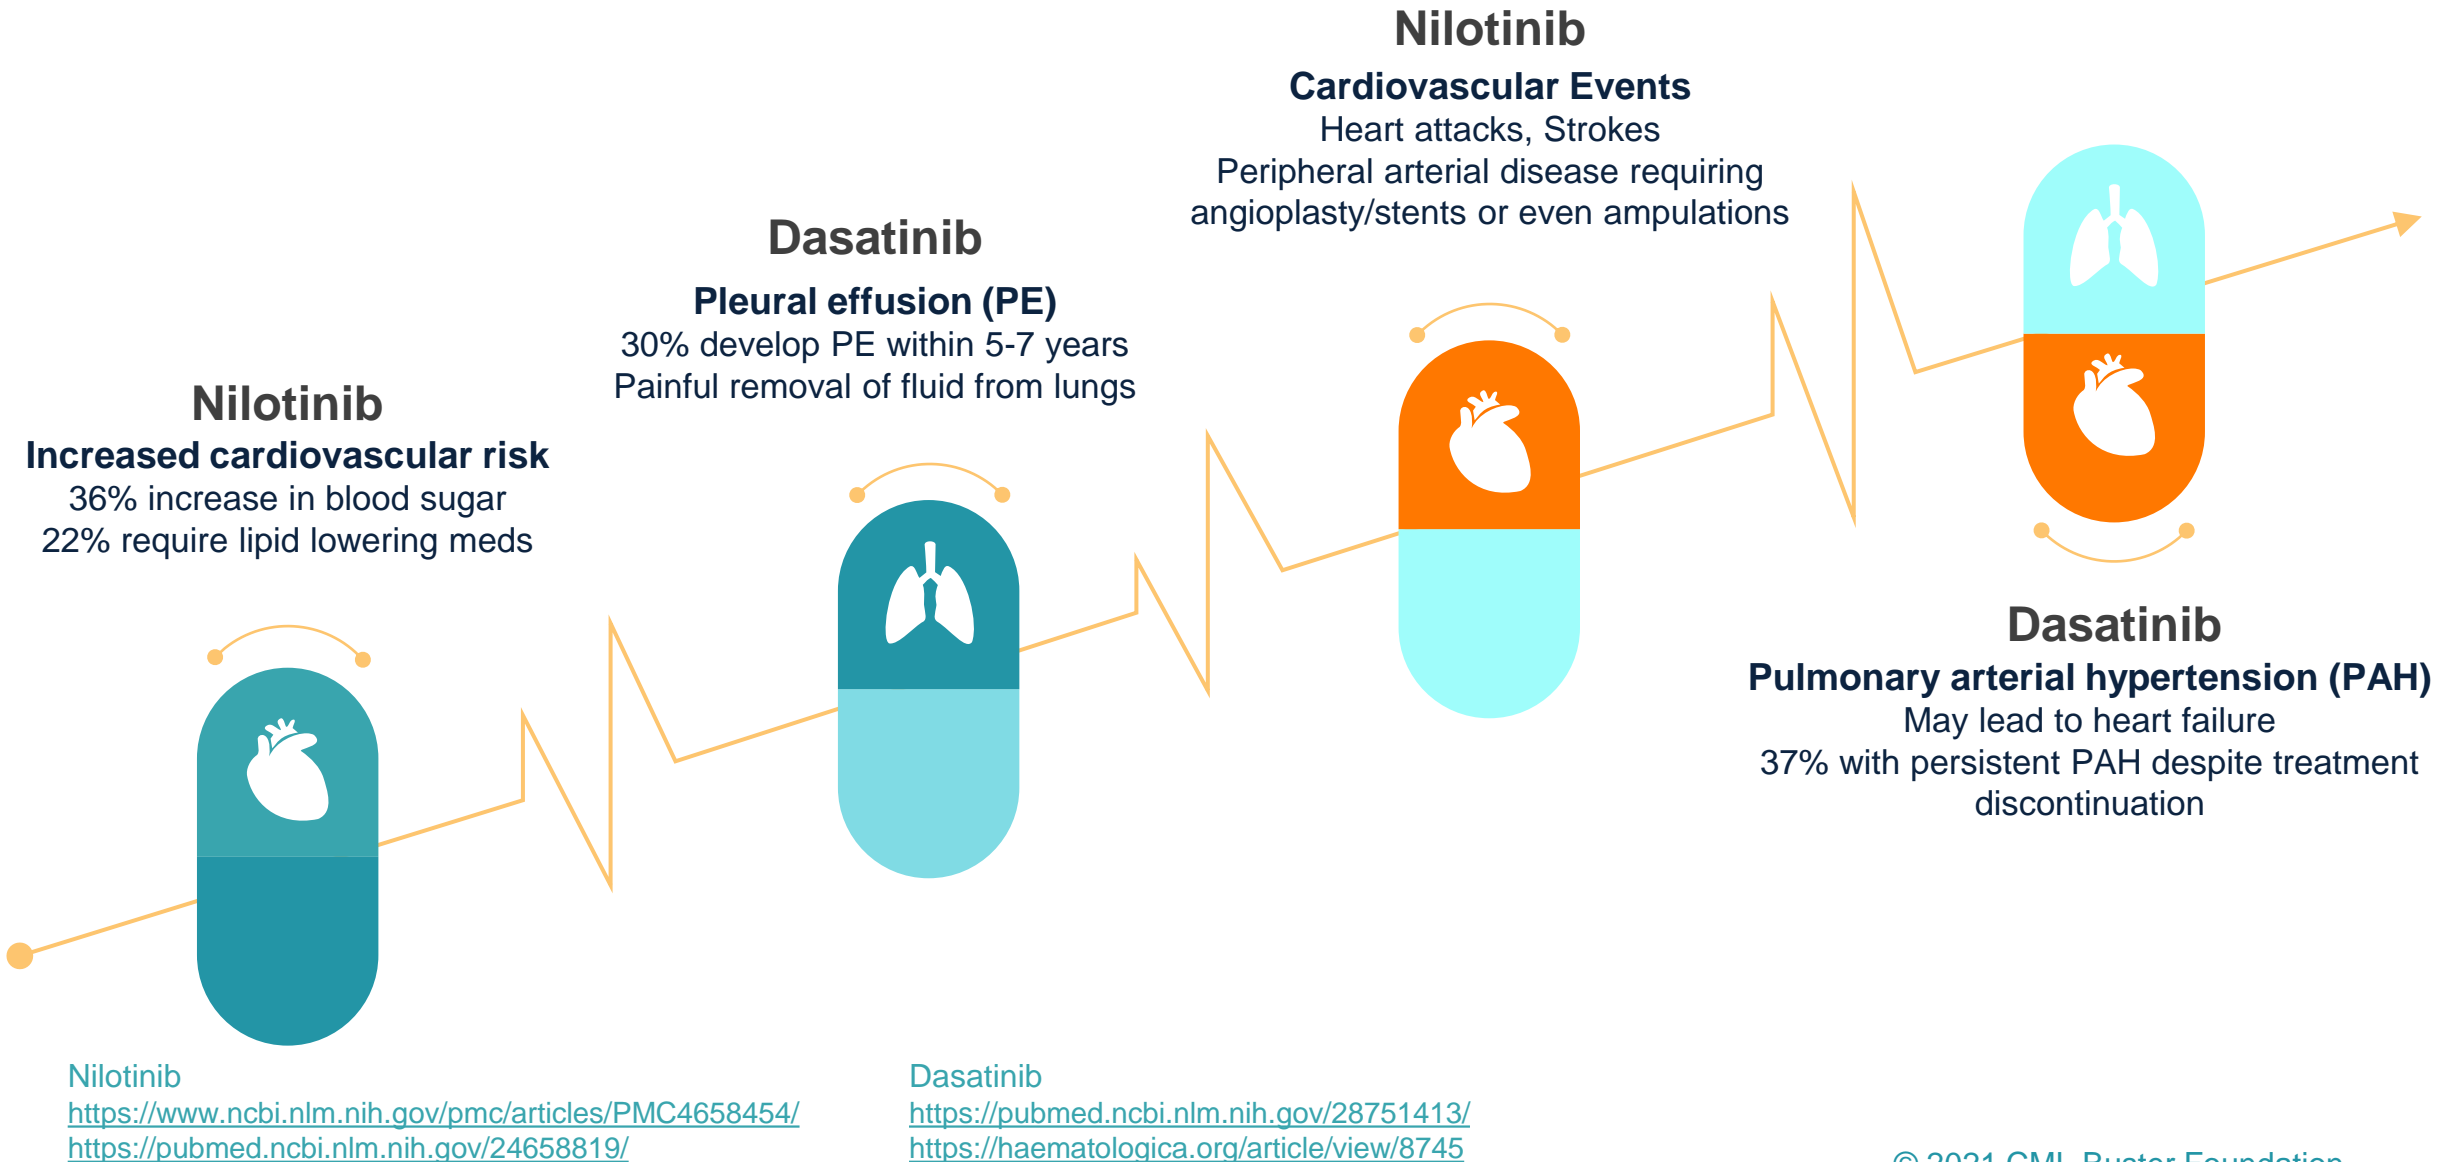 Nilotinib
Increased cardiovascular risk
36% increase in blood sugar
22% require lipid lowering meds
Dasatinib
Pleural effusion (PE)
30% develop PE within 5-7 years
Painful removal of fluid from lungs
Nilotinib
Cardiovascular Events
Heart attacks, Strokes
Peripheral arterial disease requiring
angioplasty/stents or even ampulations
Dasatinib
Pulmonary arterial hypertension (PAH)
May lead to heart failure
37% with persistent PAH despite treatment
discontinuation
Nilotinib
https://www.ncbi.nlm.nih.gov/pmc/articles/PMC4658454/
https://pubmed.ncbi.nlm.nih.gov/24658819/
Dasatinib
https://pubmed.ncbi.nlm.nih.gov/28751413/
https://haematologica.org/article/view/8745
© 2021 CML Buster Foundation